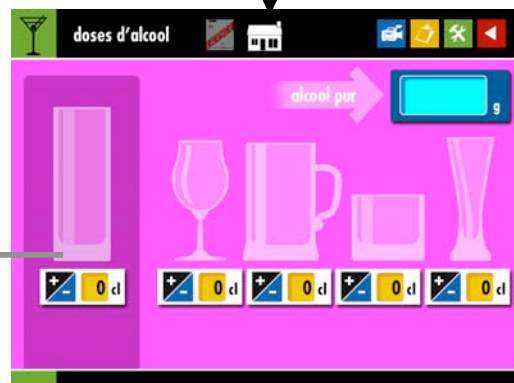 doses d'alcool
alcool pur
g
+- 0 cl
+- 0 cl
+- 0 cl
+- 0 cl
+- 0 cl